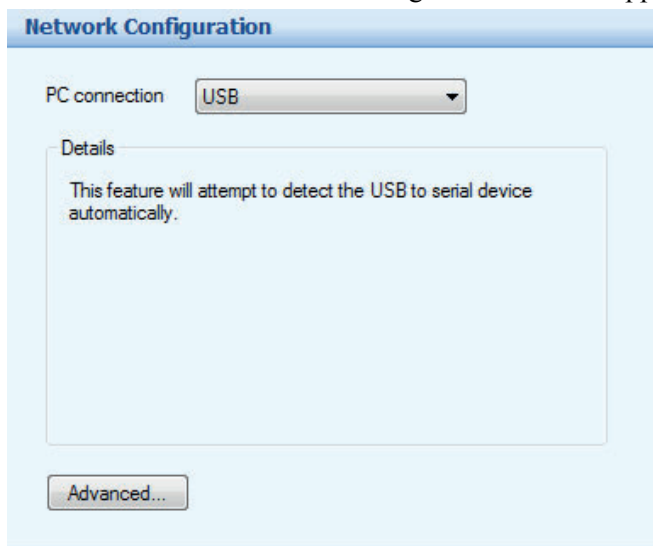 Network Configuration
PC connection USB
Details
This feature will attempt to detect the USB to serial device
automatically.
Advanced...